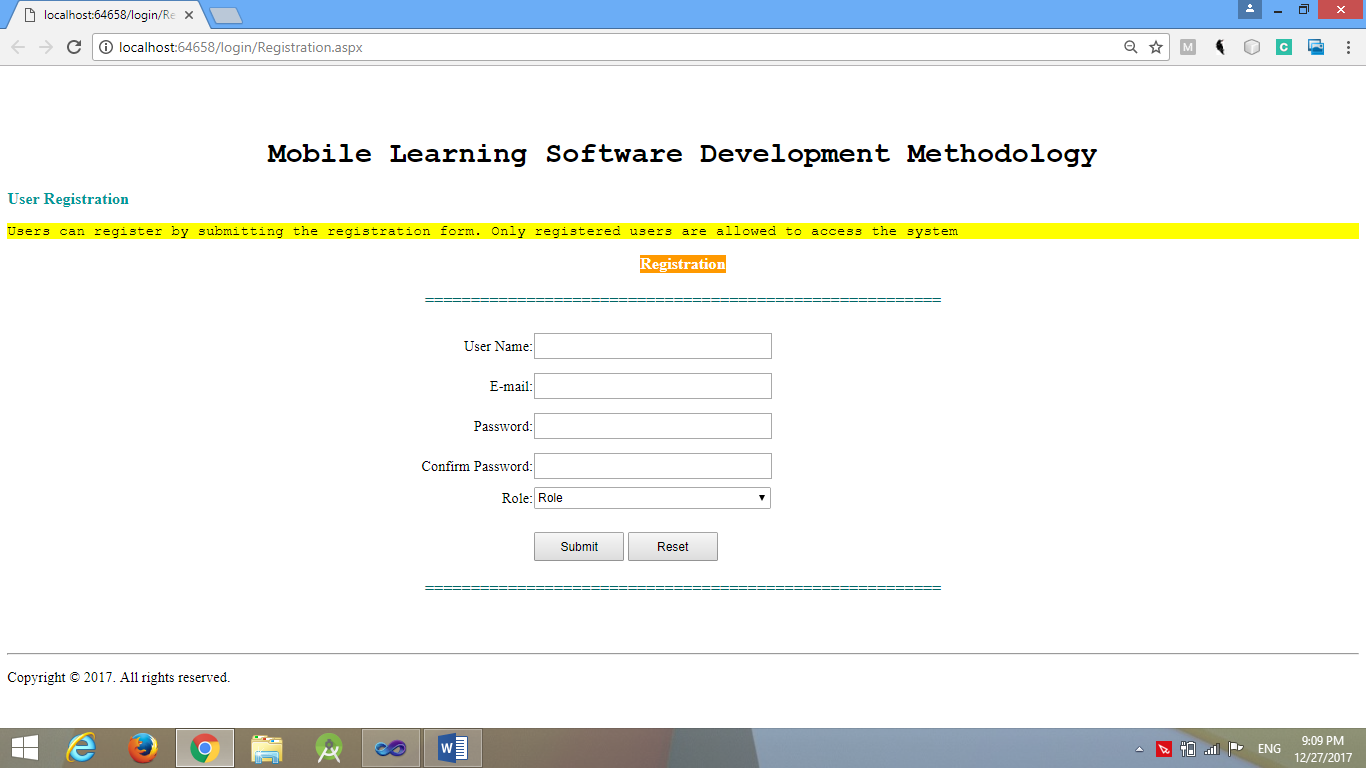 localhost:64658/login/Re
localhost:64658/login/Registration.aspx
Mobile Learning Software Development Methodology
User Registration
Users can register by submitting the registration form. Only registered users are allowed to access the system
Registration
========================================================
User Name:
E-mail:
Password:
Confirm Password:
Role: Role
Submit Reset
========================================================
Copyright © 2017. All rights reserved.
ENG
9:09 PM
12/27/2017